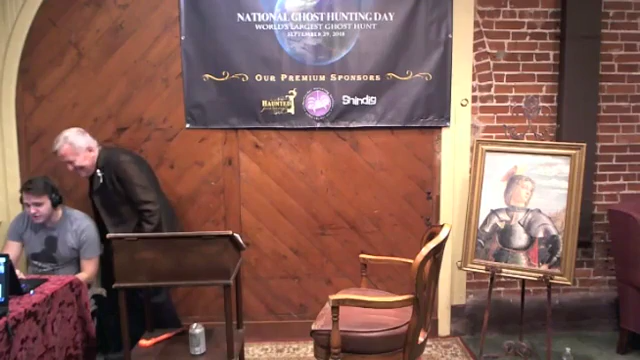 NATIONAL GHOST HUNTING DAY
WORLD'S LARGEST GHOST HUNT
SEPTEMBER 29, 2018
OUR PREMIUM SPONSORS
HAUNTED
Shindig